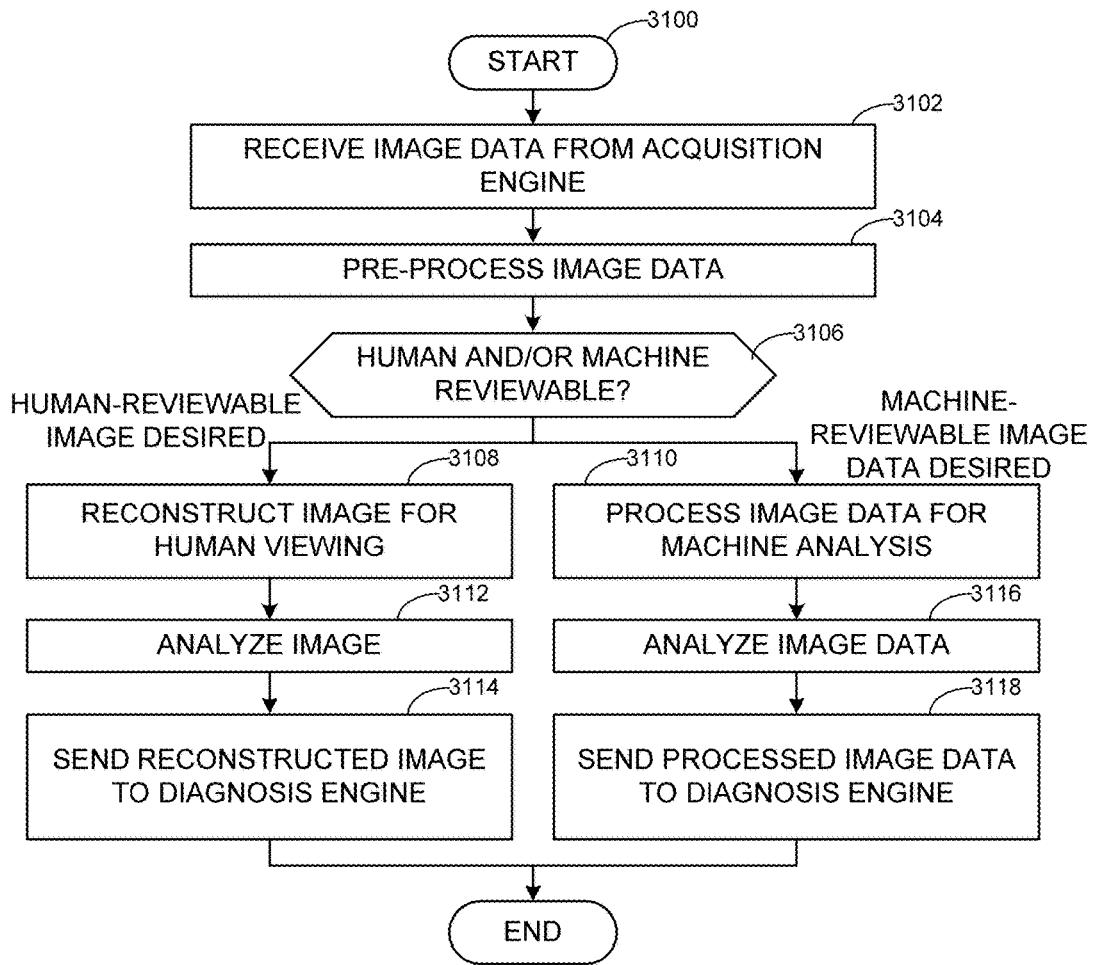 3100
START
3102
RECEIVE IMAGE DATA FROM ACQUISITION
ENGINE
3104
PRE-PROCESS IMAGE DATA
3106
HUMAN AND/OR MACHINE
REVIEWABLE?
HUMAN-REVIEWABLE
IMAGE DESIRED
MACHINE-
REVIEWABLE IMAGE
DATA DESIRED
3108
RECONSTRUCT IMAGE FOR
HUMAN VIEWING
3110
PROCESS IMAGE DATA FOR
MACHINE ANALYSIS
3112
ANALYZE IMAGE
3116
ANALYZE IMAGE DATA
3114
SEND RECONSTRUCTED IMAGE
TO DIAGNOSIS ENGINE
3118
SEND PROCESSED IMAGE DATA
TO DIAGNOSIS ENGINE
END